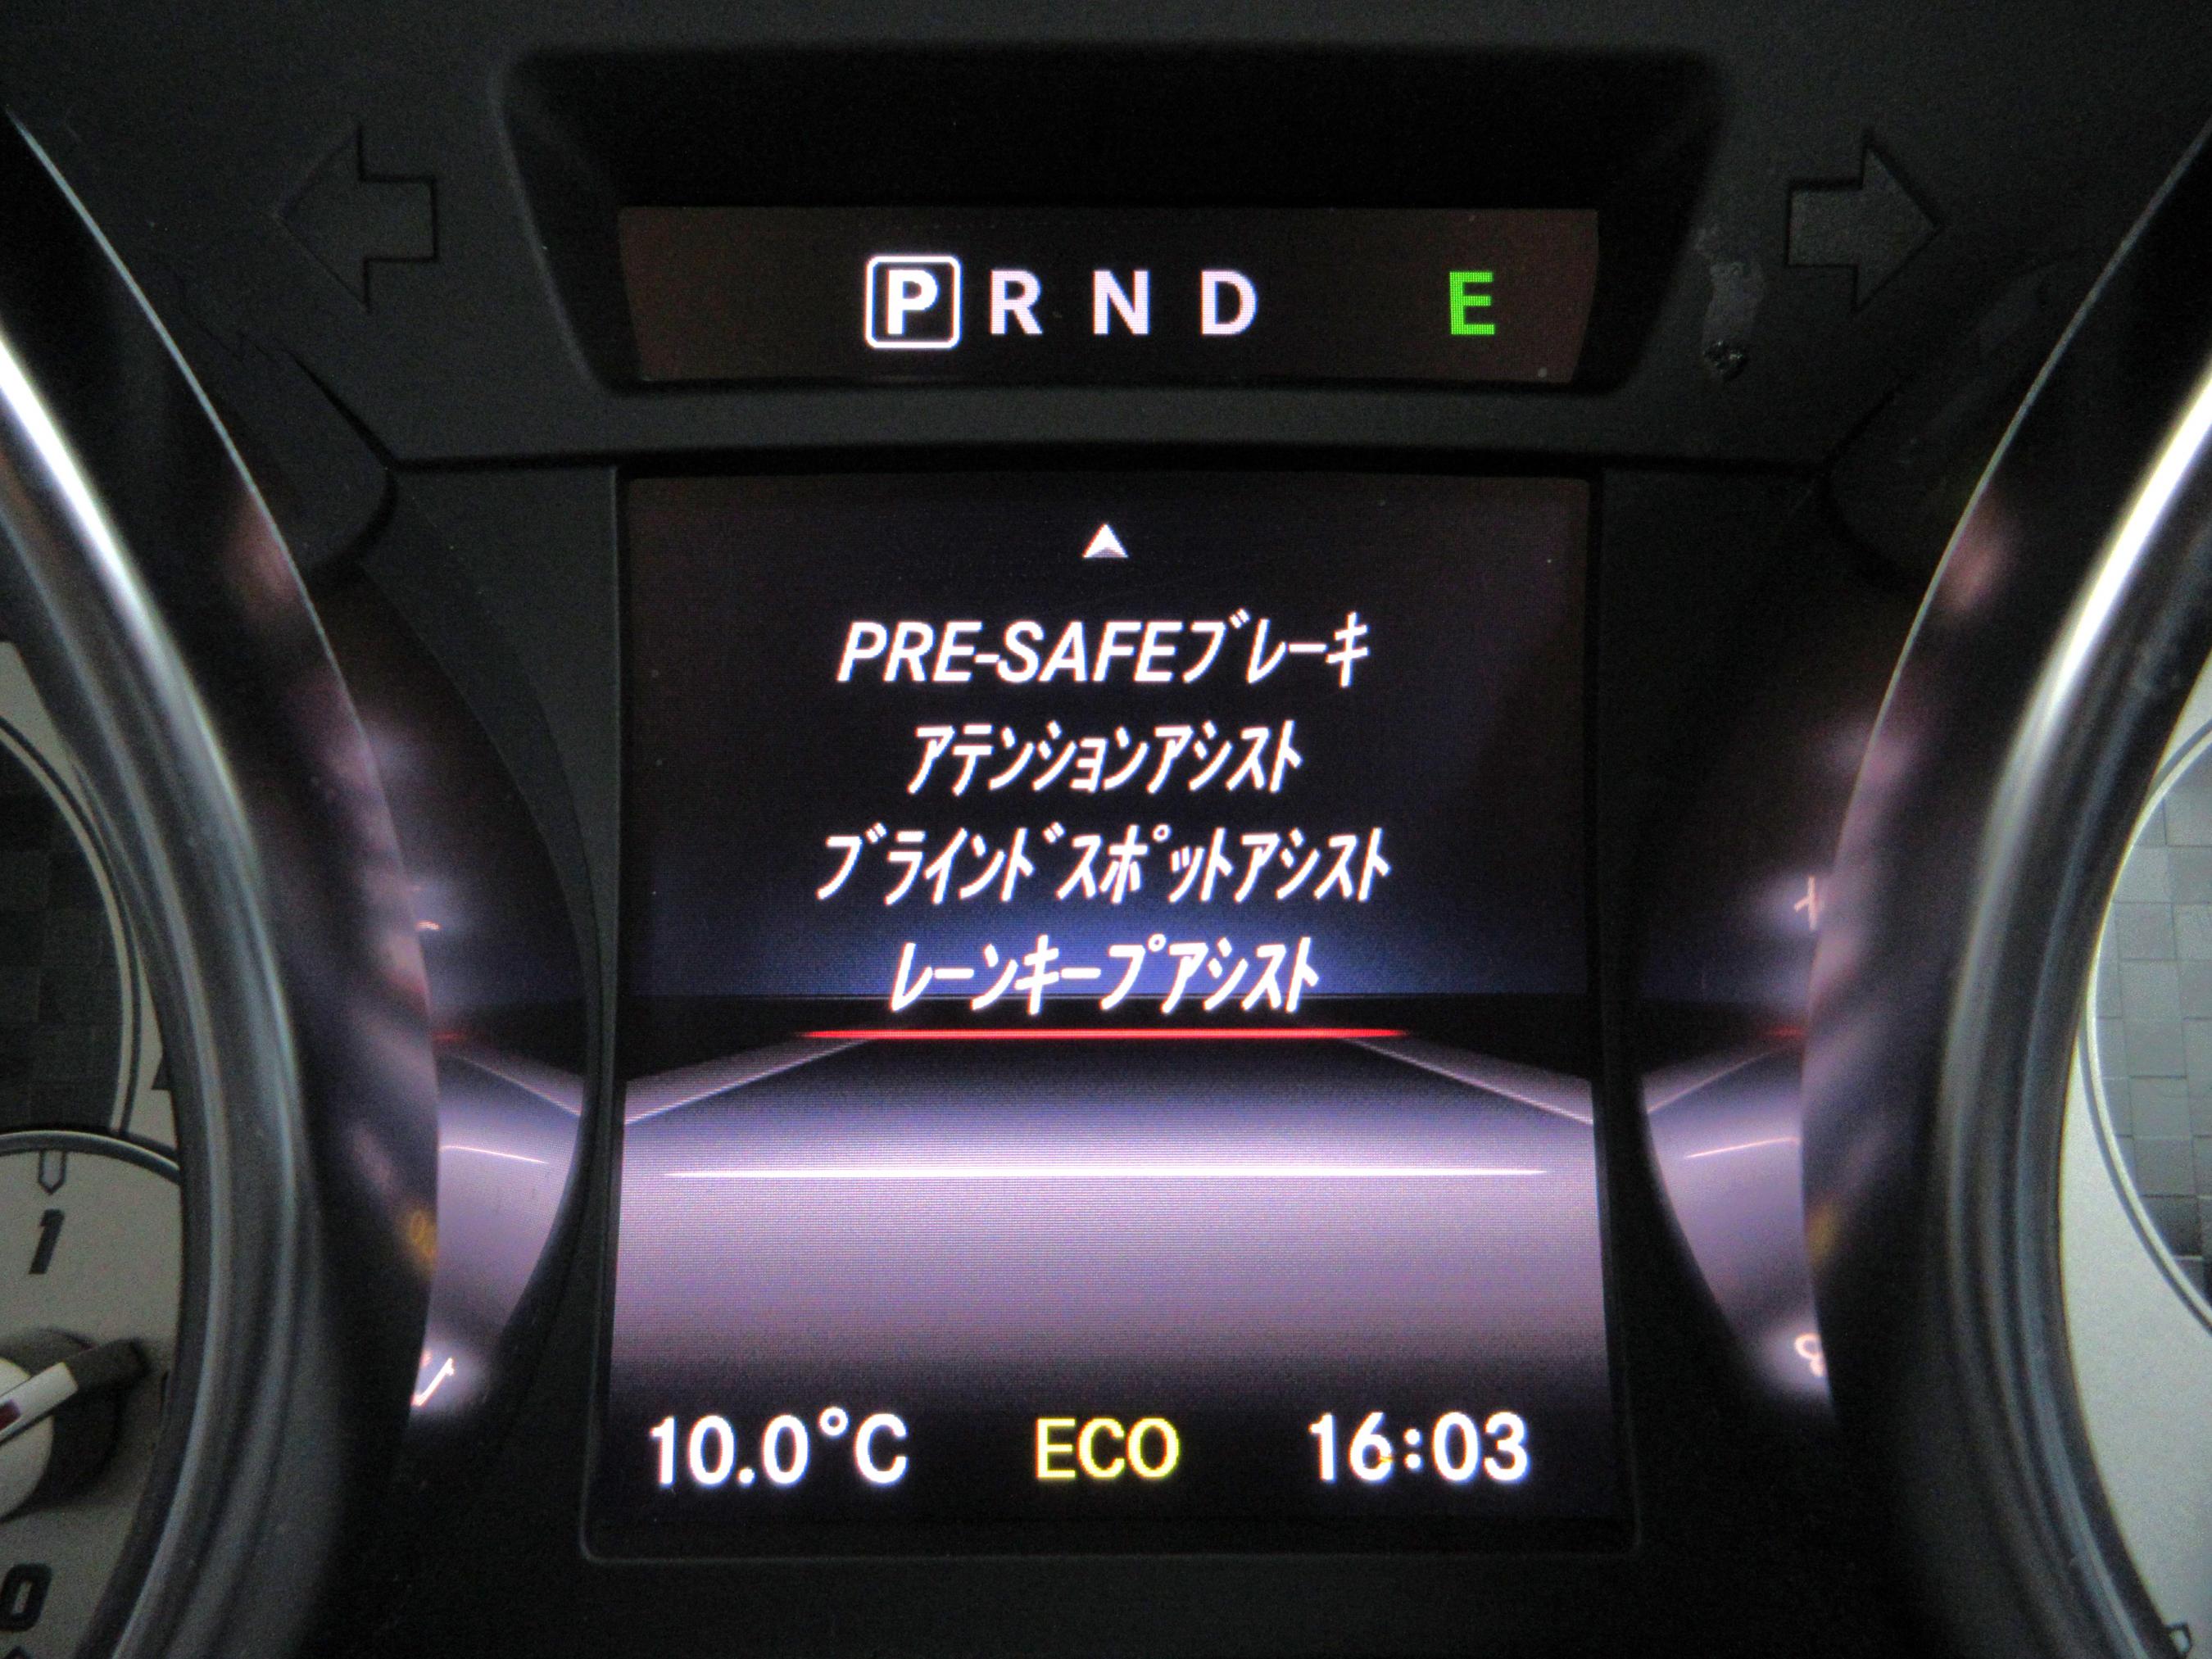 P R N D E
PRE-SAFEブレーキ
アテンションアシスト
ブラインドスポットアシスト
レーンキープアシスト
10.0°C ECO 16:03
1
0